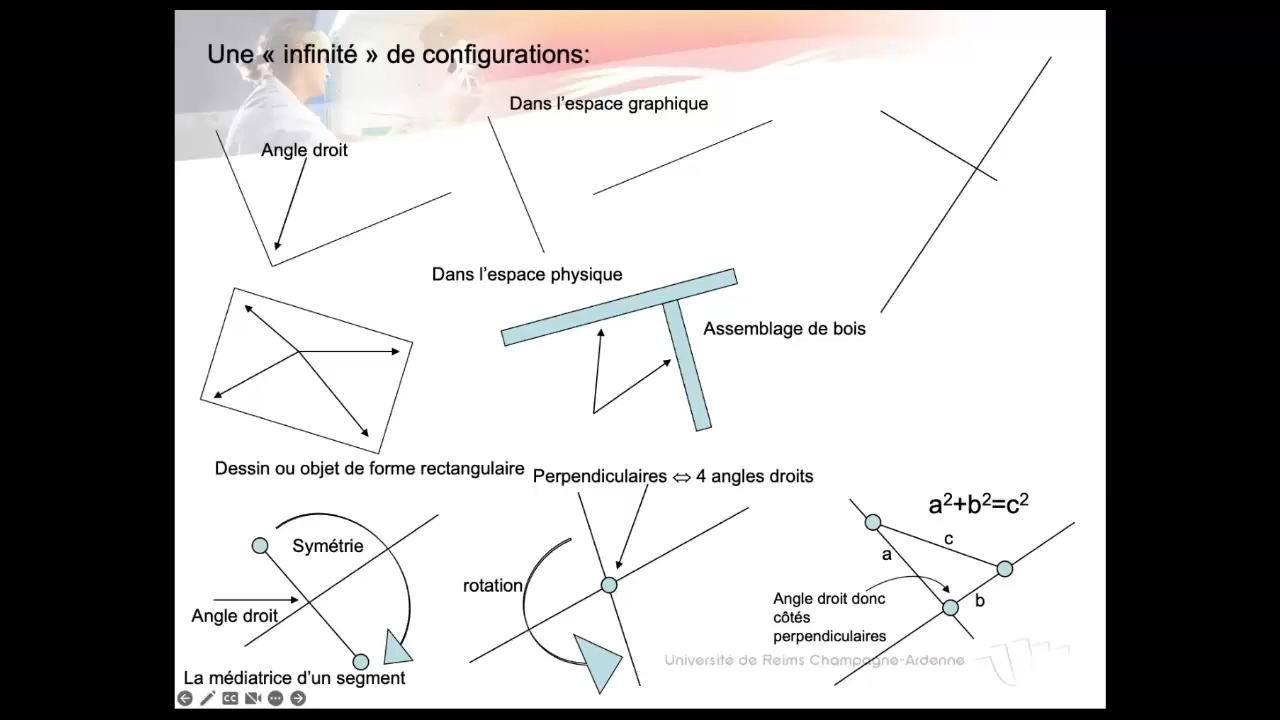 Une « infinité » de configurations:
Dans l’espace graphique
Angle droit
Dans l’espace physique
Assemblage de bois
Dessin ou objet de forme rectangulaire
Perpendiculaires ⇔ 4 angles droits
a²+b²=c²
Symétrie
c
a
rotation
Angle droit
b
Angle droit donc
côtés
perpendiculaires
La médiatrice d’un segment
Université de Reims Champagne-Ardenne
CC